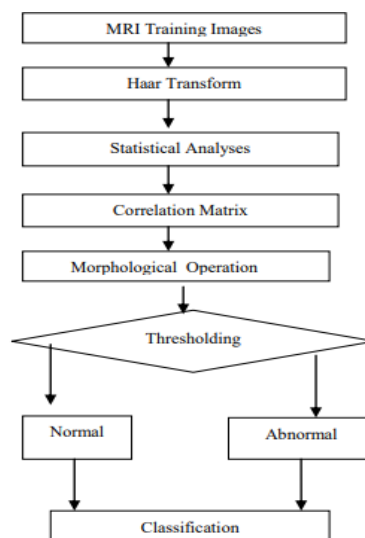 MRI Training Images
Haar Transform
Statistical Analyses
Correlation Matrix
Morphological Operation
Thresholding
Normal
Abnormal
Classification